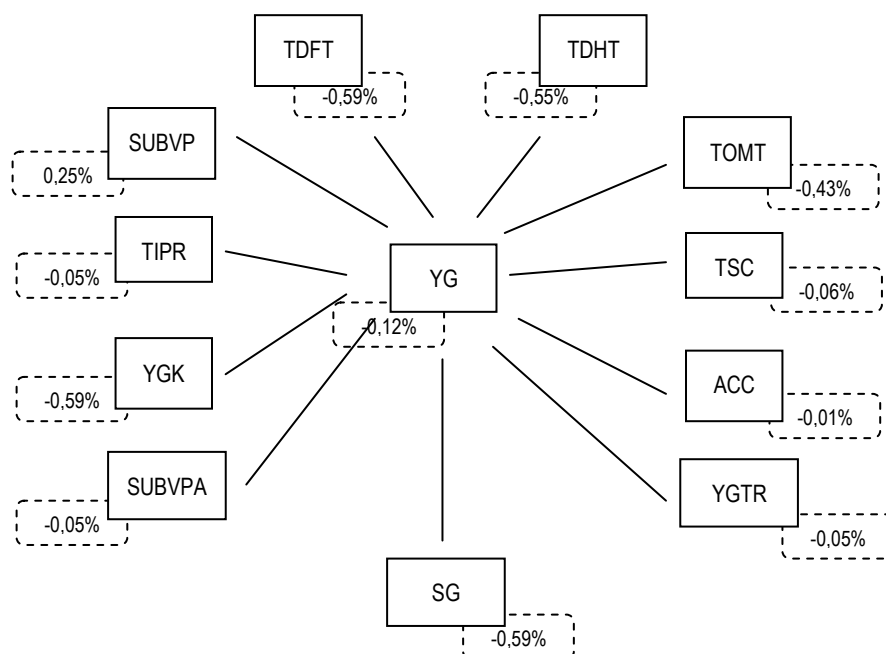 TDFT
-0,59%
TDHT
-0,55%
SUBVP
0,25%
TOMT
-0,43%
TIPR
-0,05%
YG
-0,12%
TSC
-0,06%
YGK
-0,59%
ACC
-0,01%
SUBVPA
-0,05%
YGTR
-0,05%
SG
-0,59%